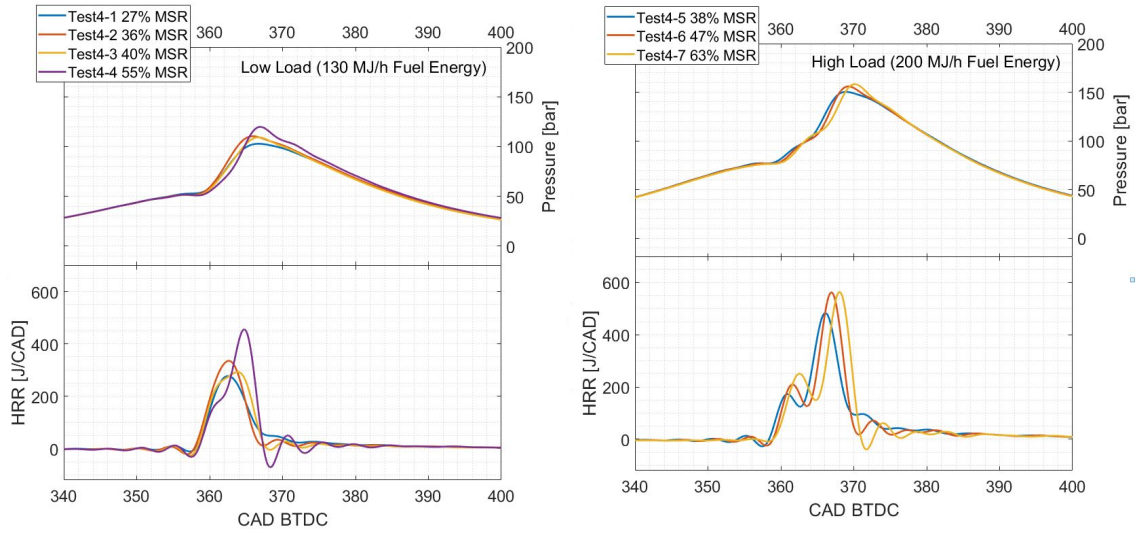 Test4-1 27% MSR
Test4-2 36% MSR
Test4-3 40% MSR
Test4-4 55% MSR
360 370 380 390 400
Low Load (130 MJ/h Fuel Energy)
200
150
100
50
0
Pressure [bar]
600
400
200
0
HRR [J/CAD]
340 350 360 370 380 390 400
CAD BTDC
Test4-5 38% MSR
Test4-6 47% MSR
Test4-7 63% MSR
360 370 380 390 400
High Load (200 MJ/h Fuel Energy)
200
150
100
50
0
Pressure [bar]
600
400
200
0
HRR [J/CAD]
340 350 360 370 380 390 400
CAD BTDC